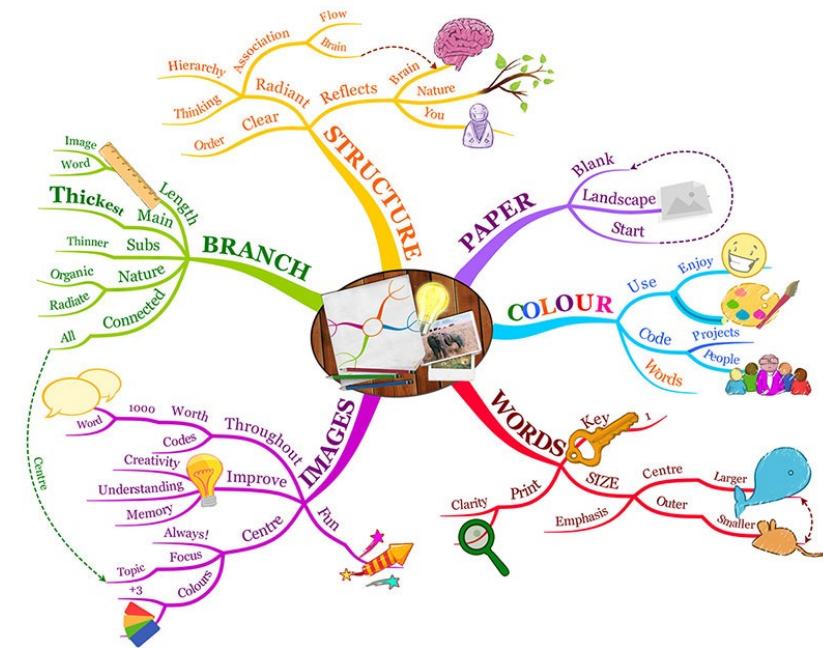 STRUCTURE
Radiant
Association
Flow
Brain
Hierarchy
Thinking
Clear
Order
Reflects
Brain
Nature
You
PAPER
Blank
Landscape
Start
COLOUR
Use
Enjoy
Code
Projects
People
Words
WORDS
Key
1
SIZE
Centre
Larger
Outer
Smaller
Emphasis
Print
Clarity
IMAGES
Fun
Centre
Always!
Focus
Topic
Colours
+3
Improve
Creativity
Understanding
Memory
Throughout
Worth
1000
Word
Codes
BRANCH
Length
Image
Word
Main
Thickest
Subs
Thinner
Nature
Organic
Radiate
Connected
All
Centre